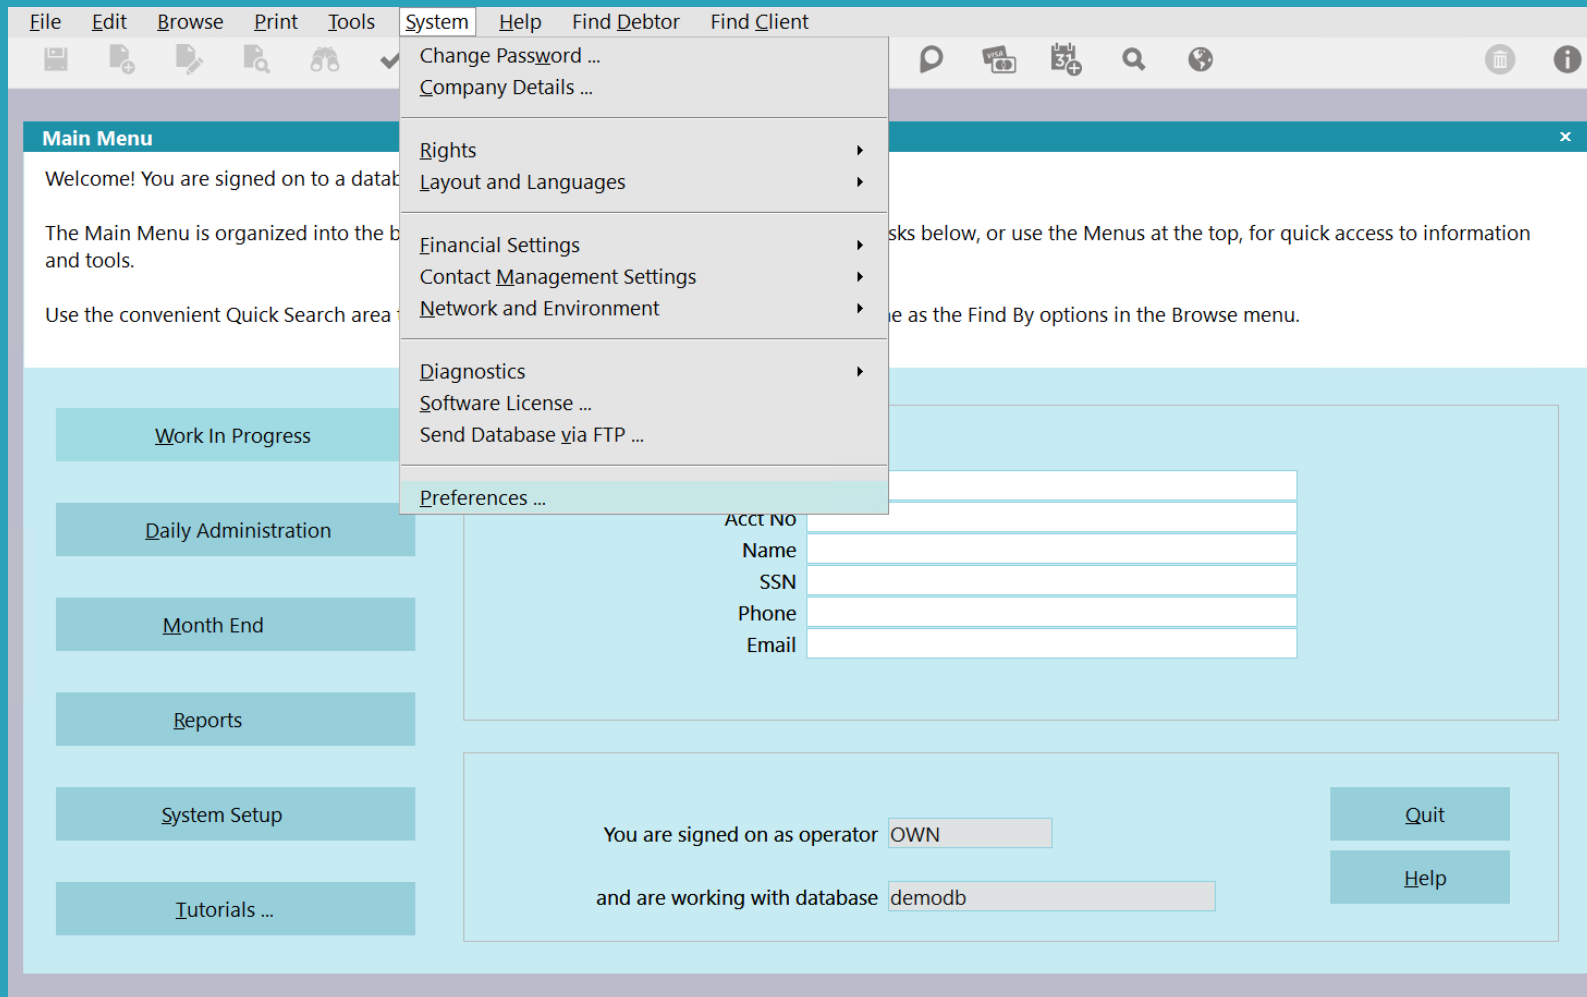 File Edit Browse Print Tools System Help Find Debtor Find Client
VISA
31
Change Password ...
Company Details ...
Rights
Layout and Languages
Financial Settings
Contact Management Settings
Network and Environment
Diagnostics
Software License ...
Send Database via FTP ...
Preferences ...
Main Menu
Welcome! You are signed on to a datab
The Main Menu is organized into the b sks below, or use the Menus at the top, for quick access to information
and tools.
Use the convenient Quick Search area e as the Find By options in the Browse menu.
Work In Progress
Daily Administration
Month End
Reports
System Setup
Tutorials ...
Acct No
Name
SSN
Phone
Email
You are signed on as operator OWN
and are working with database demodb
Quit
Help